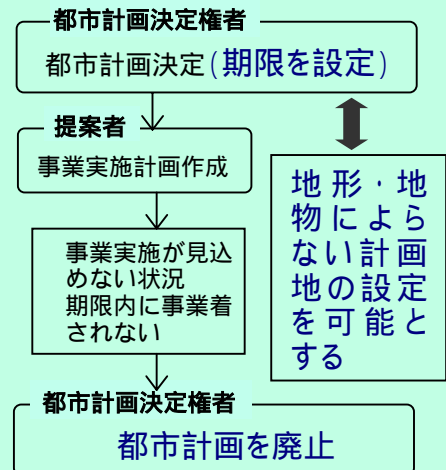 都市計画決定権者
都市計画決定(期限を設定)
提案者
事業実施計画作成
事業実施が見込
めない状況
期限内に事業着
されない
地形・地
物によら
ない計画
地の設定
を可能と
する
都市計画決定権者
都市計画を廃止